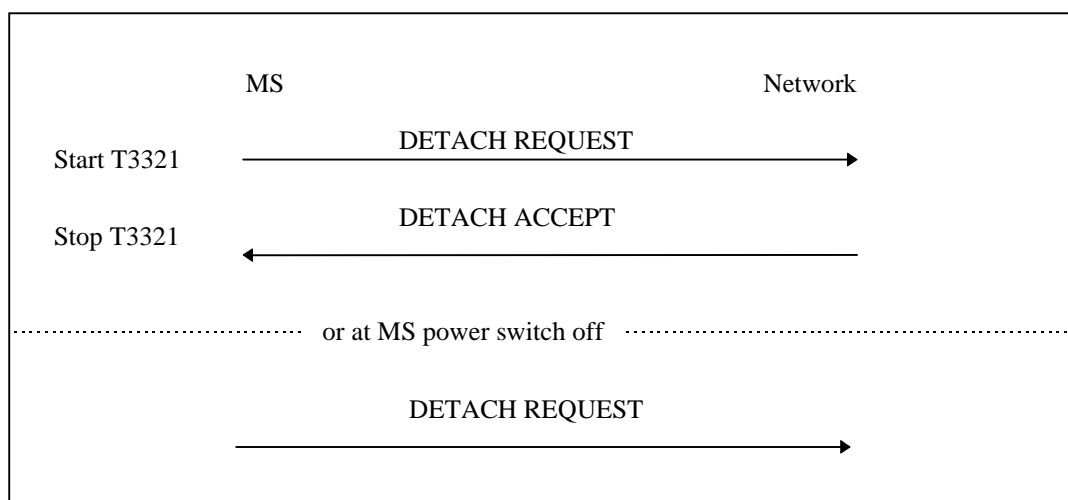 MS Network
DETACH REQUEST
Start T3321
DETACH ACCEPT
Stop T3321
or at MS power switch off
DETACH REQUEST